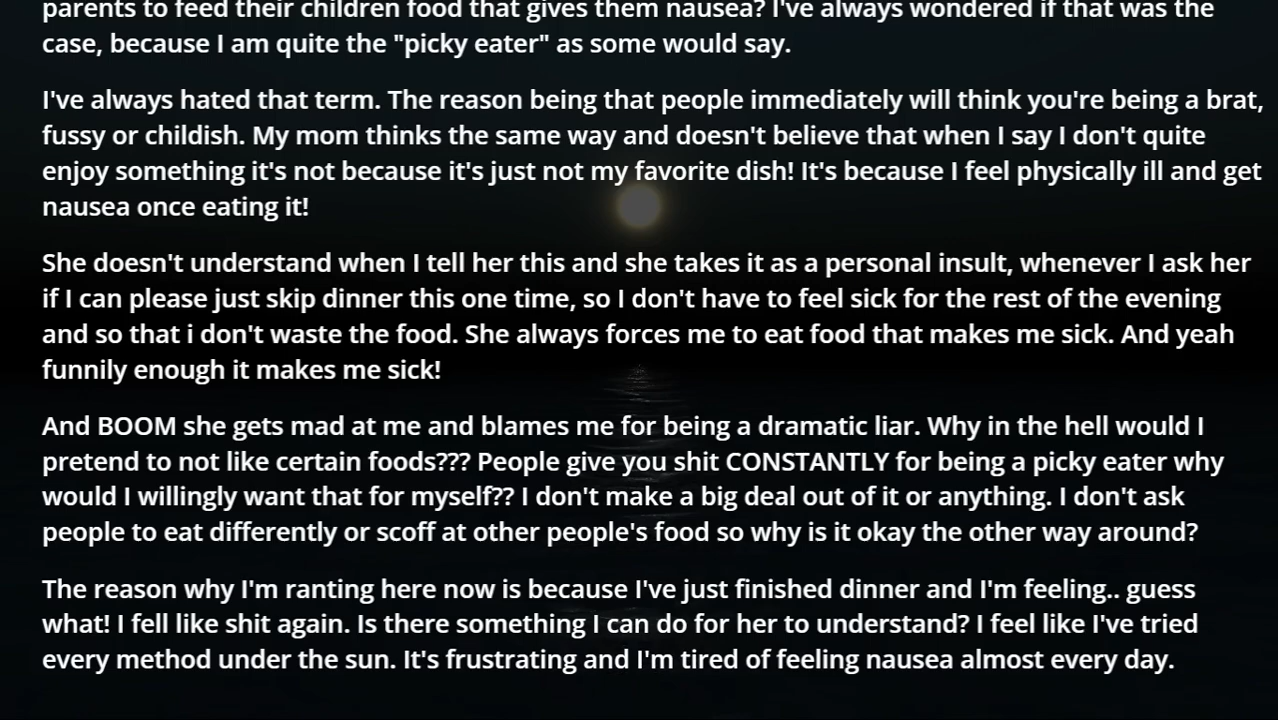 parents to feed their children food that gives them nausea? I've always wondered if that was the
case, because I am quite the "picky eater" as some would say.
I've always hated that term. The reason being that people immediately will think you're being a brat,
fussy or childish. My mom thinks the same way and doesn't believe that when I say I don't quite
enjoy something it's not because it's just not my favorite dish! It's because I feel physically ill and get
nausea once eating it!
She doesn't understand when I tell her this and she takes it as a personal insult, whenever I ask her
if I can please just skip dinner this one time, so I don't have to feel sick for the rest of the evening
and so that i don't waste the food. She always forces me to eat food that makes me sick. And yeah
funnily enough it makes me sick!
And BOOM she gets mad at me and blames me for being a dramatic liar. Why in the hell would I
pretend to not like certain foods??? People give you shit CONSTANTLY for being a picky eater why
would I willingly want that for myself?? I don't make a big deal out of it or anything. I don't ask
people to eat differently or scoff at other people's food so why is it okay the other way around?
The reason why I'm ranting here now is because I've just finished dinner and I'm feeling.. guess
what! I fell like shit again. Is there something I can do for her to understand? I feel like I've tried
every method under the sun. It's frustrating and I'm tired of feeling nausea almost every day.